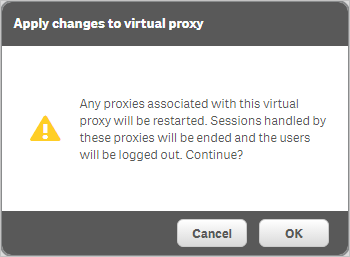 Apply changes to virtual proxy
Any proxies associated with this virtual
proxy will be restarted. Sessions handled by
these proxies will be ended and the users
will be logged out. Continue?
Cancel
OK